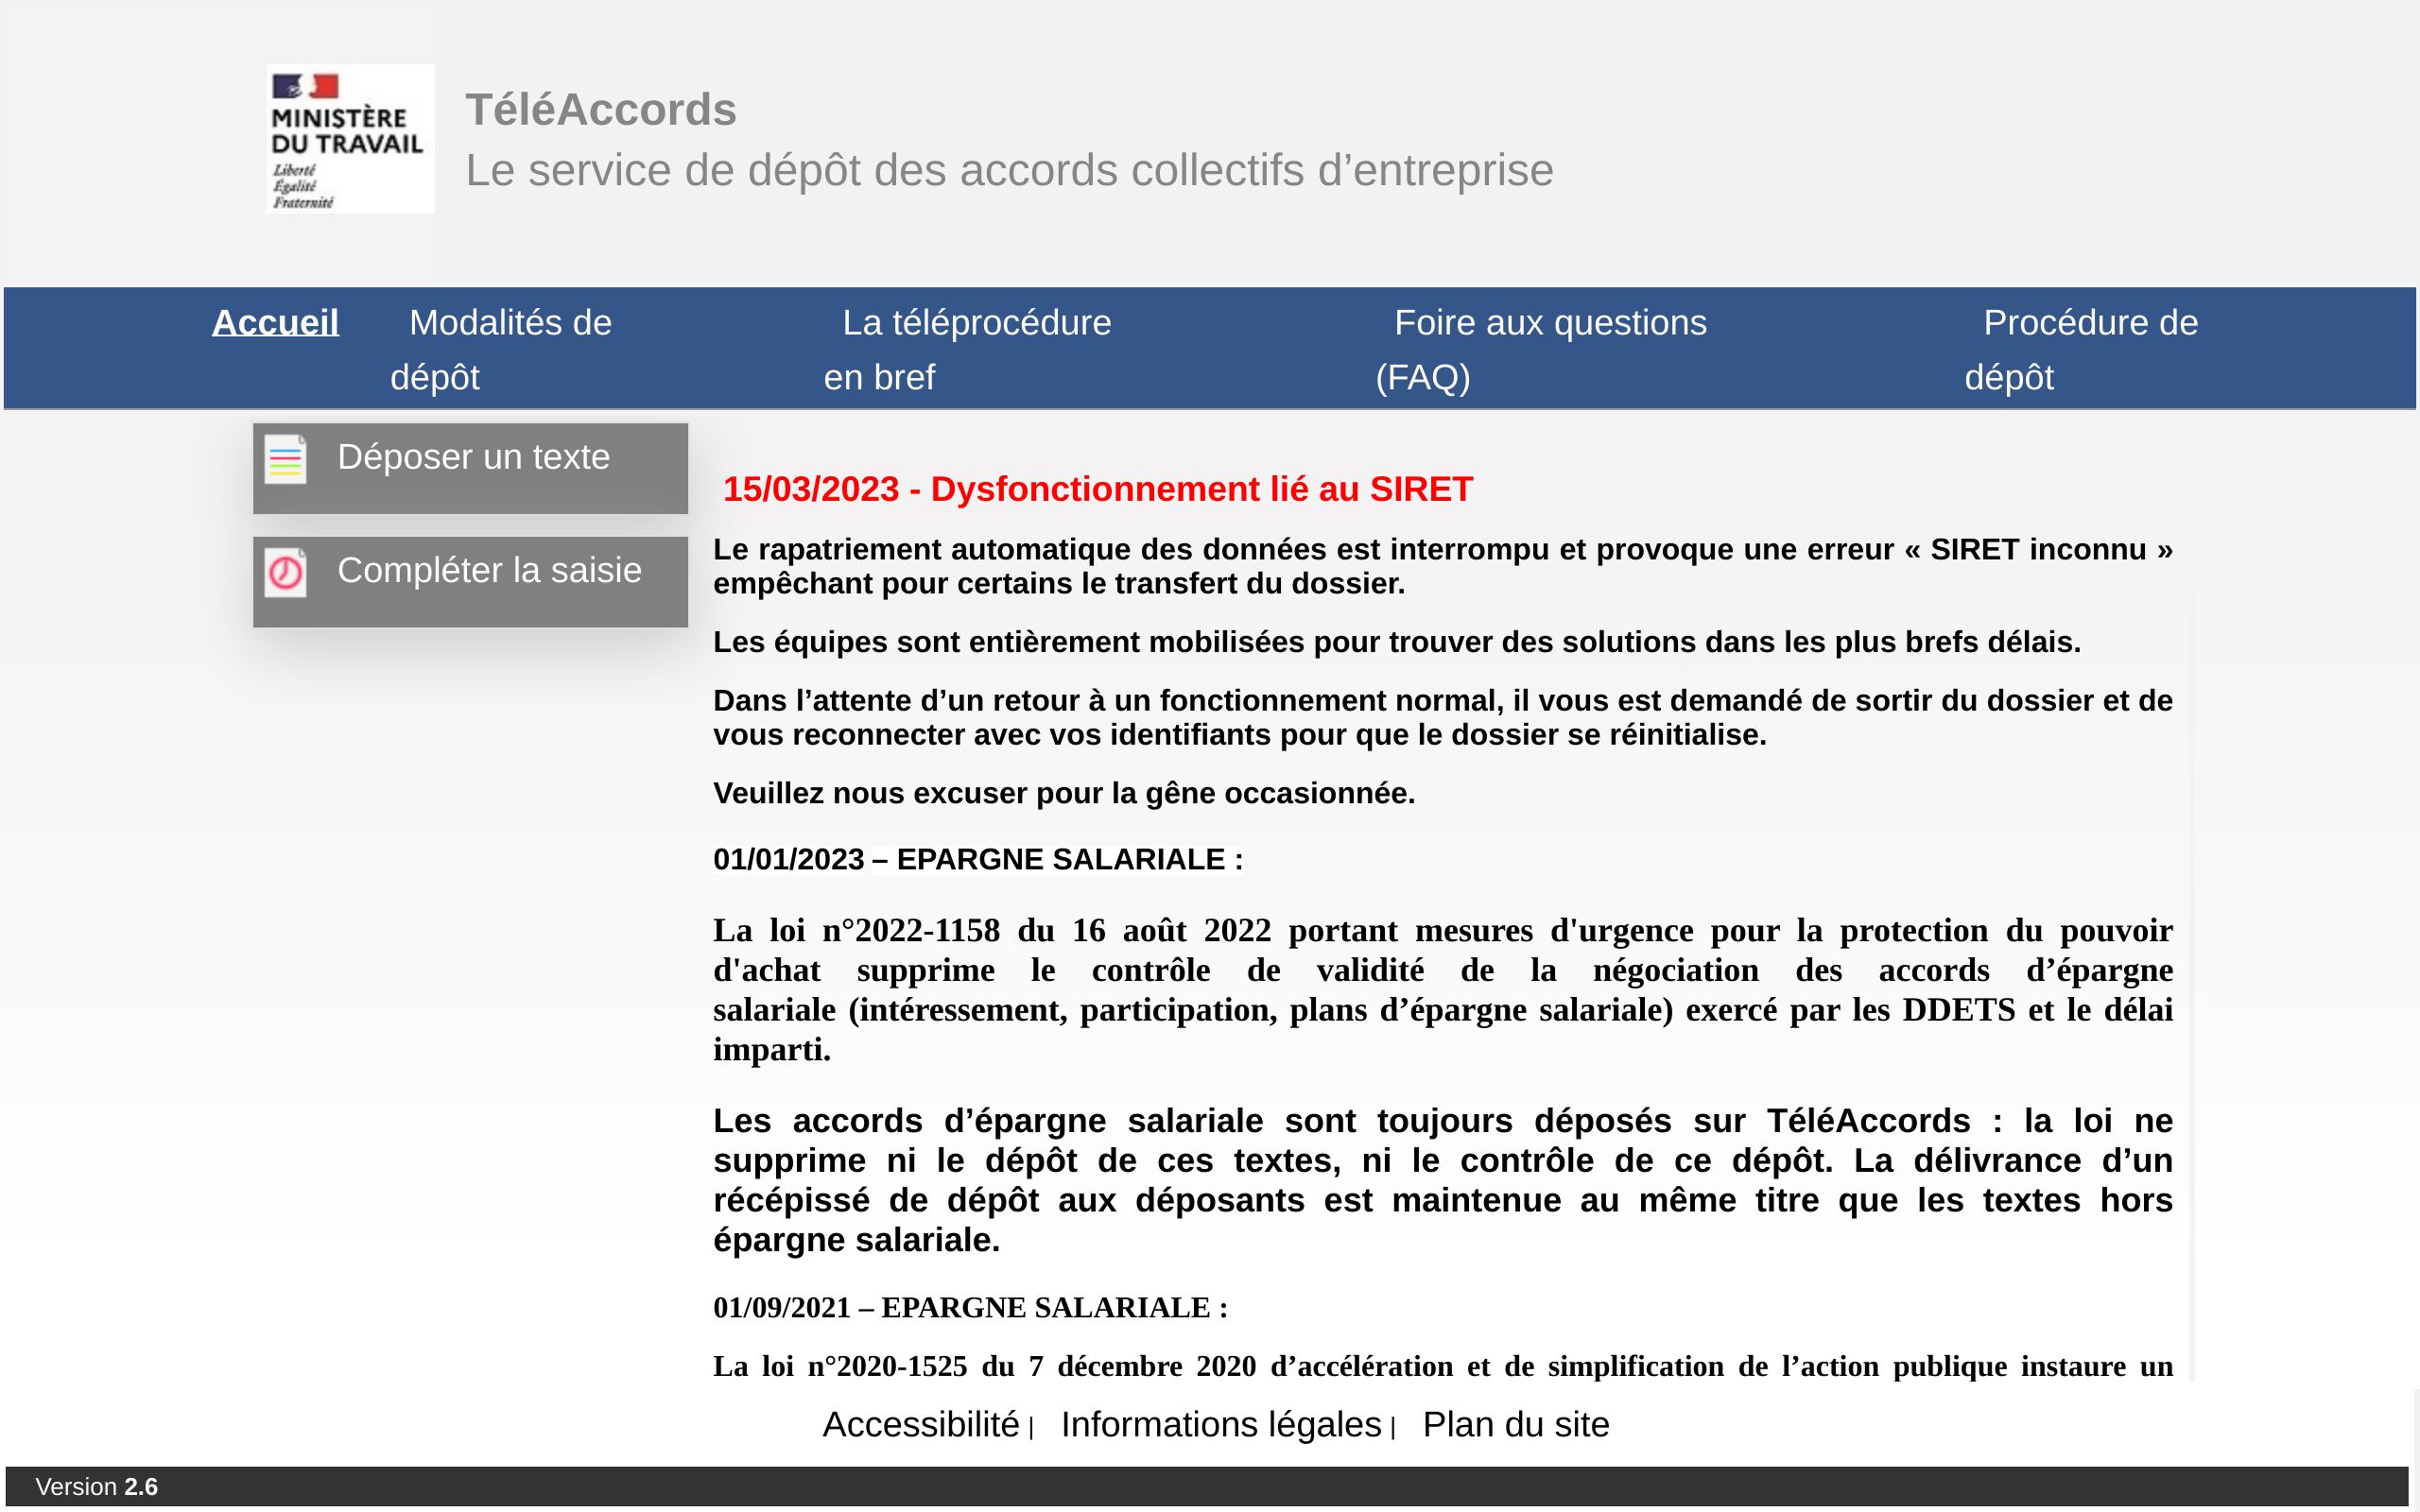 MINISTÈRE
DU TRAVAIL
Liberté
Égalité
Fraternité
TéléAccords
Le service de dépôt des accords collectifs d’entreprise
Accueil
Modalités de
dépôt
La téléprocédure
en bref
Foire aux questions
(FAQ)
Procédure de
dépôt
Déposer un texte
Compléter la saisie
15/03/2023 - Dysfonctionnement lié au SIRET
Le rapatriement automatique des données est interrompu et provoque une erreur « SIRET inconnu »
empêchant pour certains le transfert du dossier.
Les équipes sont entièrement mobilisées pour trouver des solutions dans les plus brefs délais.
Dans l’attente d’un retour à un fonctionnement normal, il vous est demandé de sortir du dossier et de
vous reconnecter avec vos identifiants pour que le dossier se réinitialise.
Veuillez nous excuser pour la gêne occasionnée.
01/01/2023 – EPARGNE SALARIALE :
La loi n°2022-1158 du 16 août 2022 portant mesures d'urgence pour la protection du pouvoir
d'achat supprime le contrôle de validité de la négociation des accords d’épargne
salariale (intéressement, participation, plans d’épargne salariale) exercé par les DDETS et le délai
imparti.
Les accords d’épargne salariale sont toujours déposés sur TéléAccords : la loi ne
supprime ni le dépôt de ces textes, ni le contrôle de ce dépôt. La délivrance d’un
récépissé de dépôt aux déposants est maintenue au même titre que les textes hors
épargne salariale.
01/09/2021 – EPARGNE SALARIALE :
La loi n°2020-1525 du 7 décembre 2020 d’accélération et de simplification de l’action publique instaure un
Accessibilité | Informations légales | Plan du site
Version 2.6